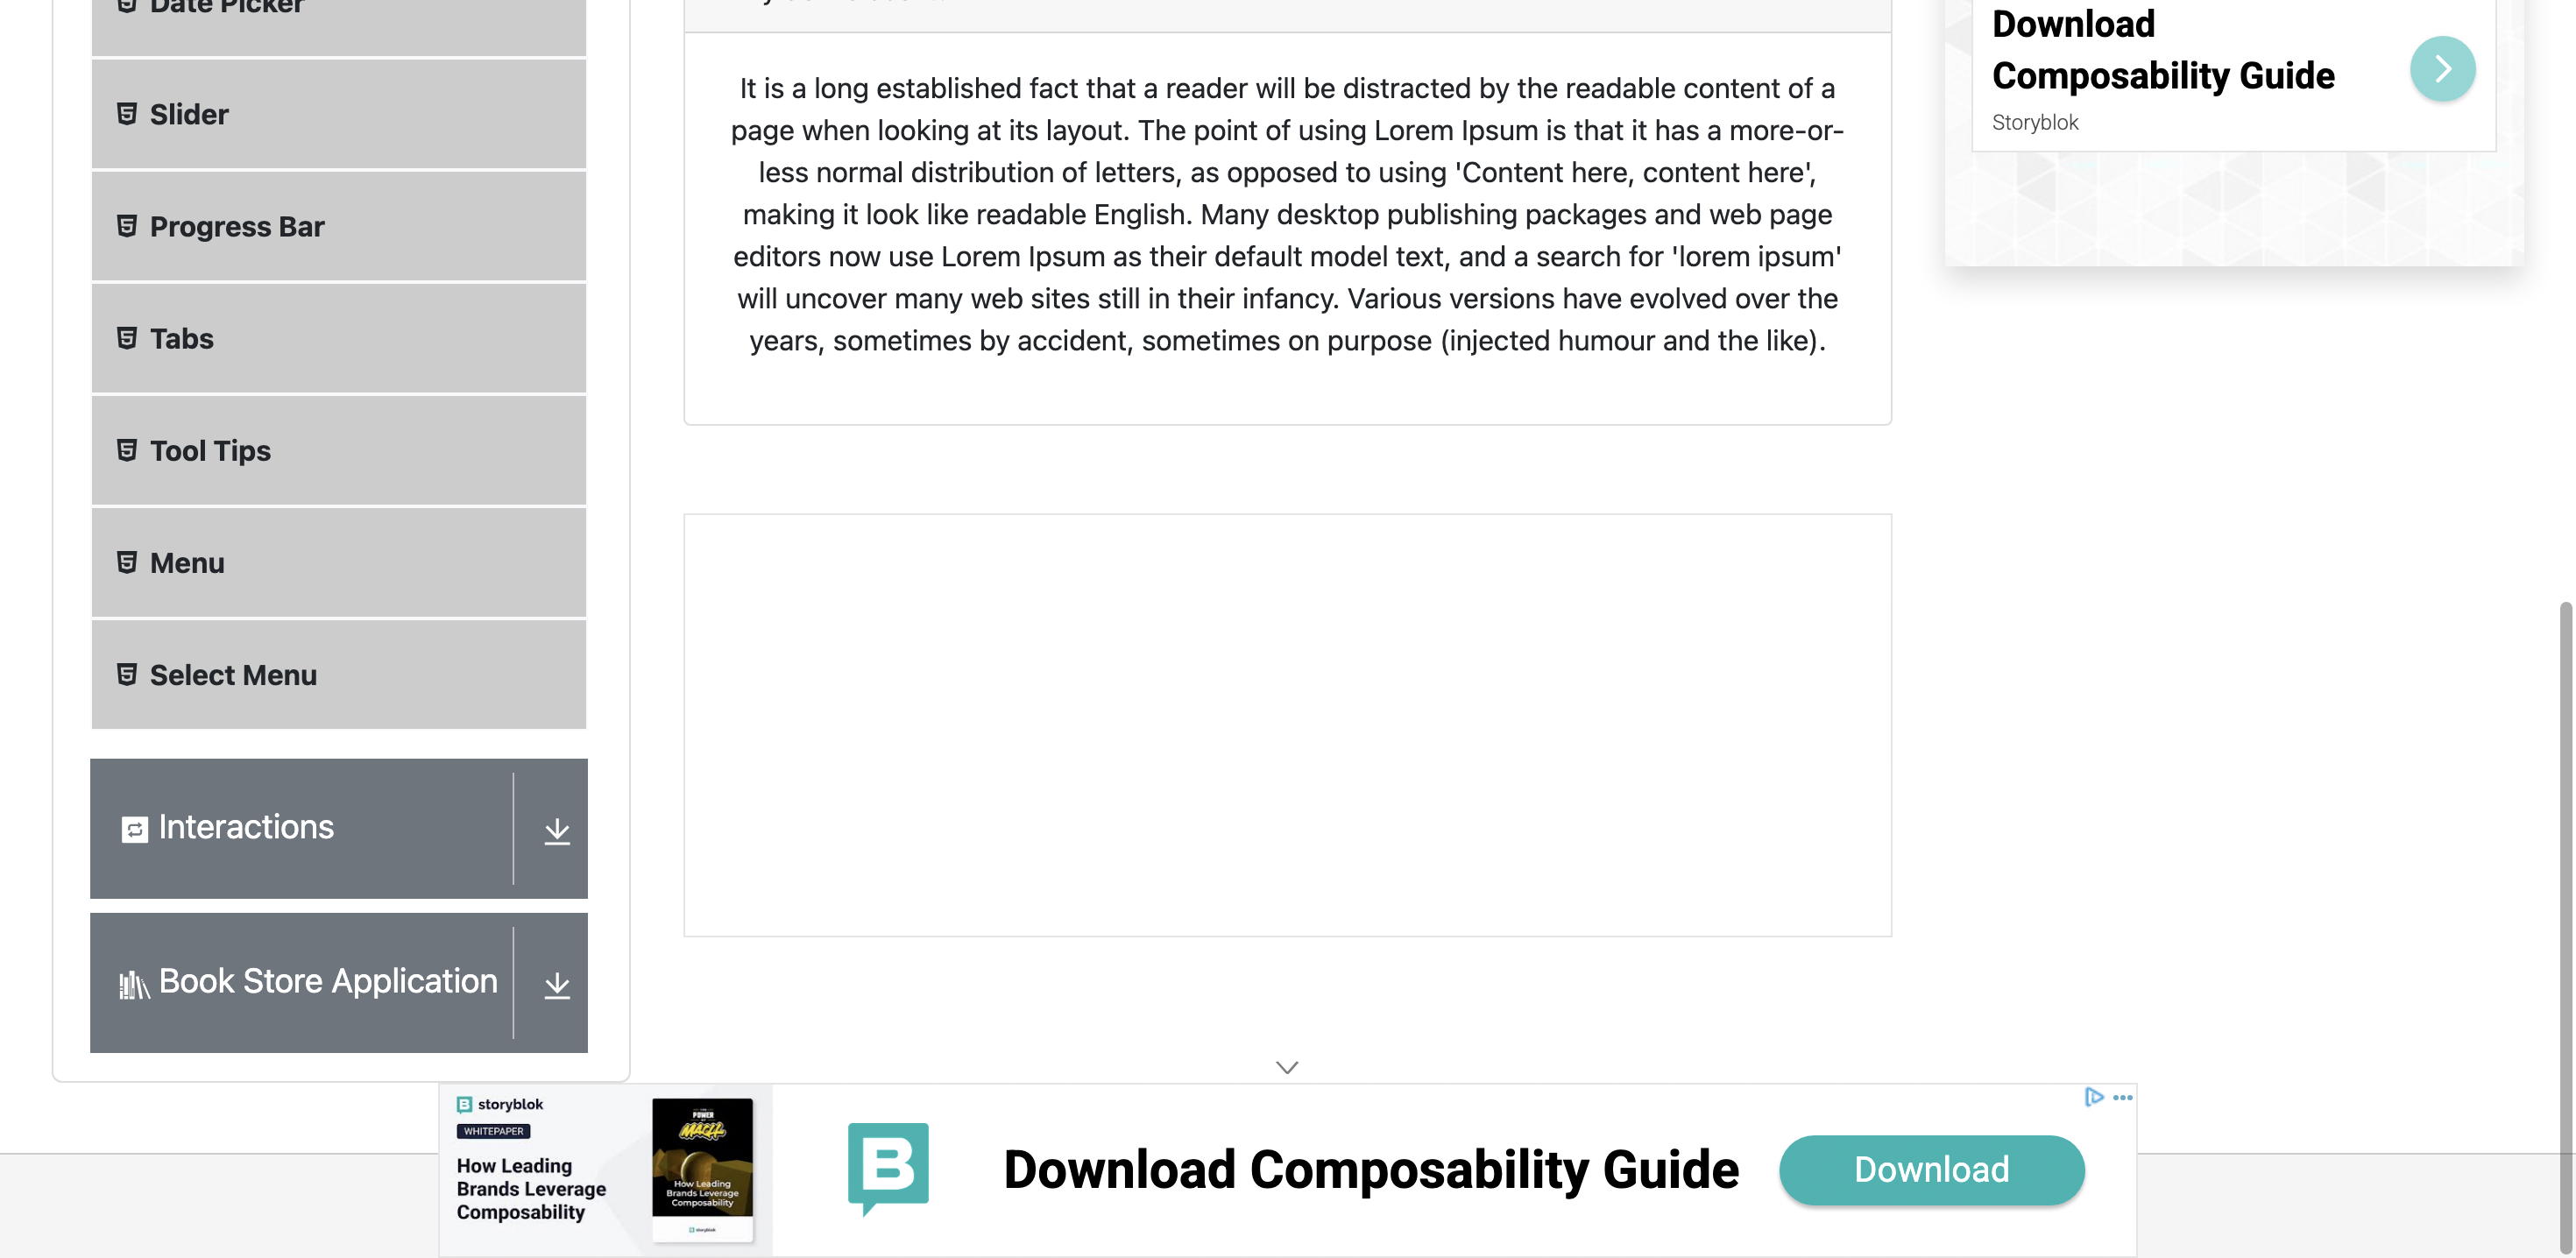 Date Picker
Slider
Progress Bar
Tabs
Tool Tips
Menu
Select Menu
Interactions
Book Store Application
It is a long established fact that a reader will be distracted by the readable content of a
page when looking at its layout. The point of using Lorem Ipsum is that it has a more-or-
less normal distribution of letters, as opposed to using 'Content here, content here',
making it look like readable English. Many desktop publishing packages and web page
editors now use Lorem Ipsum as their default model text, and a search for 'lorem ipsum'
will uncover many web sites still in their infancy. Various versions have evolved over the
years, sometimes by accident, sometimes on purpose (injected humour and the like).
Download
Composability Guide
Storyblok
storyblok
WHITEPAPER
How Leading
Brands Leverage
Composability
POWER
MACH
How Leading
Brands Leverage
Composability
storyblok
B
Download Composability Guide
Download